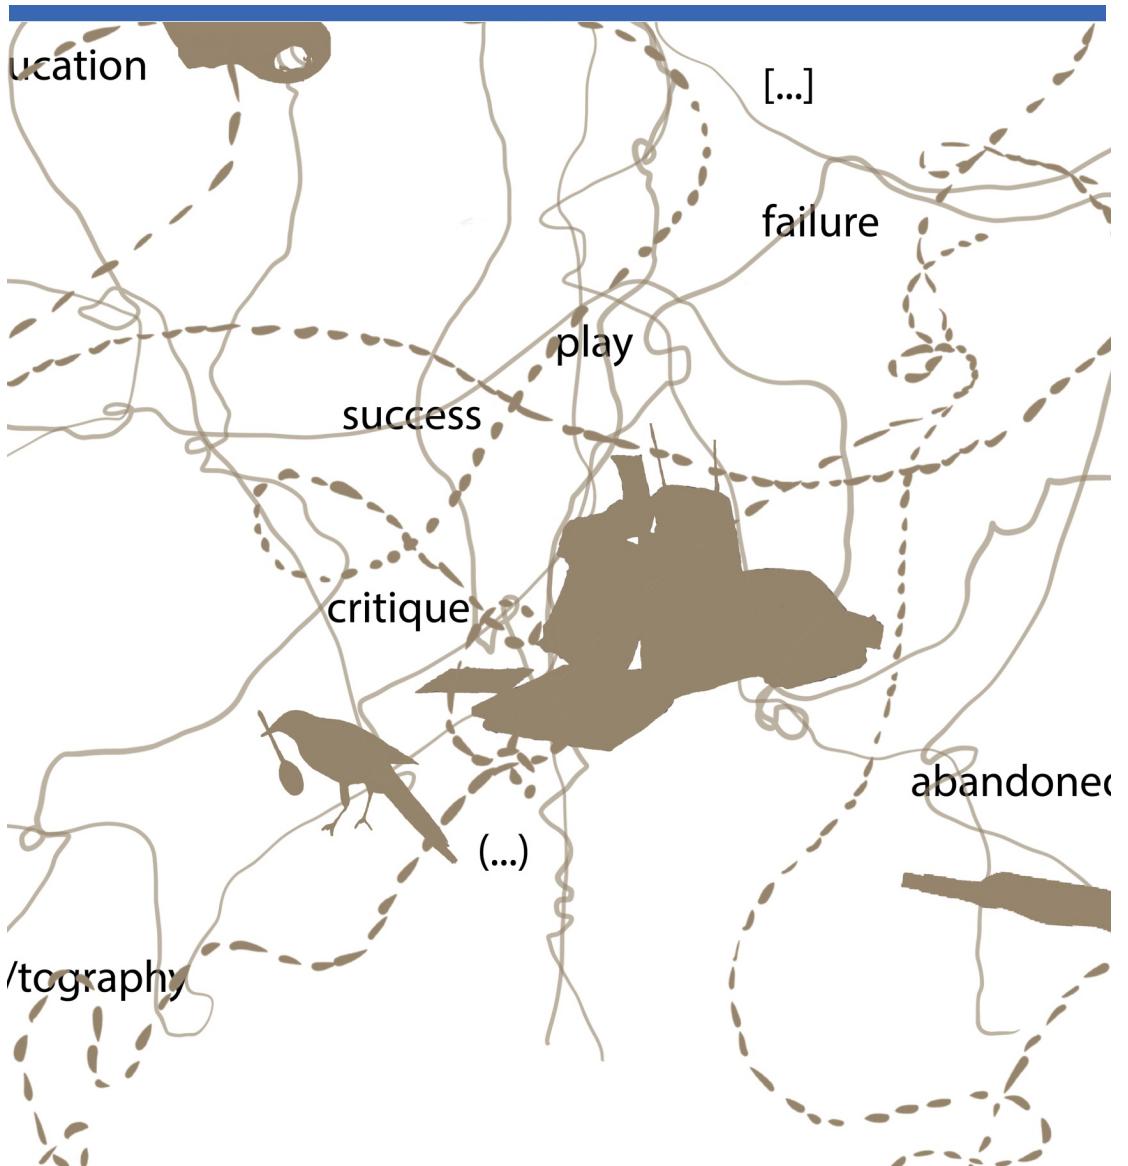 ucation
[...]
failure
play
success
critique
abandoned
(...)
/tography